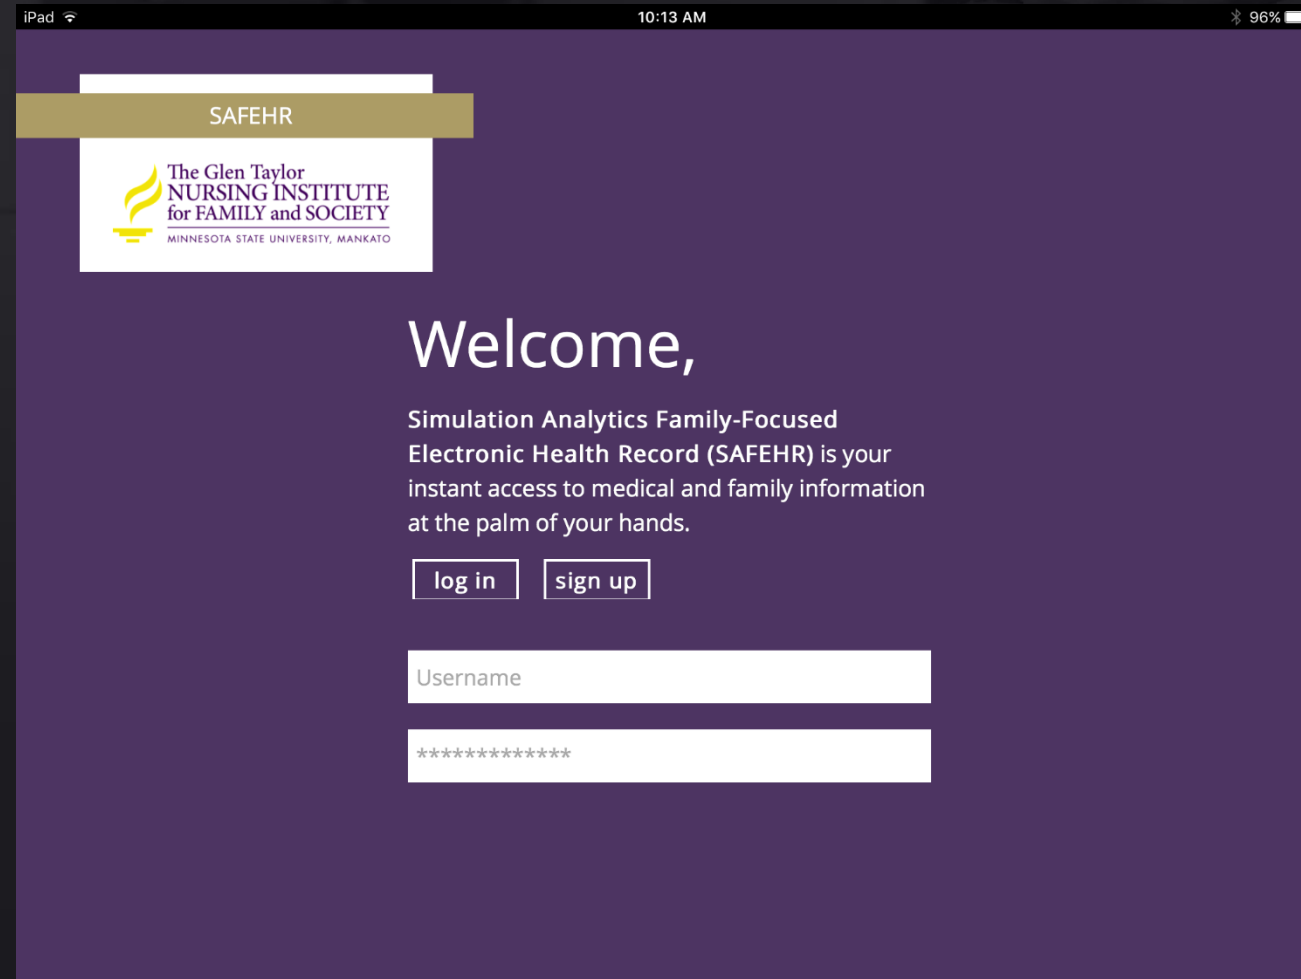 iPad 10:13 AM 96%
SAFEHR
The Glen Taylor
NURSING INSTITUTE
for FAMILY and SOCIETY
MINNESOTA STATE UNIVERSITY, MANKATO
Welcome,
Simulation Analytics Family-Focused
Electronic Health Record (SAFEHR) is your
instant access to medical and family information
at the palm of your hands.
log in sign up
Username
*************